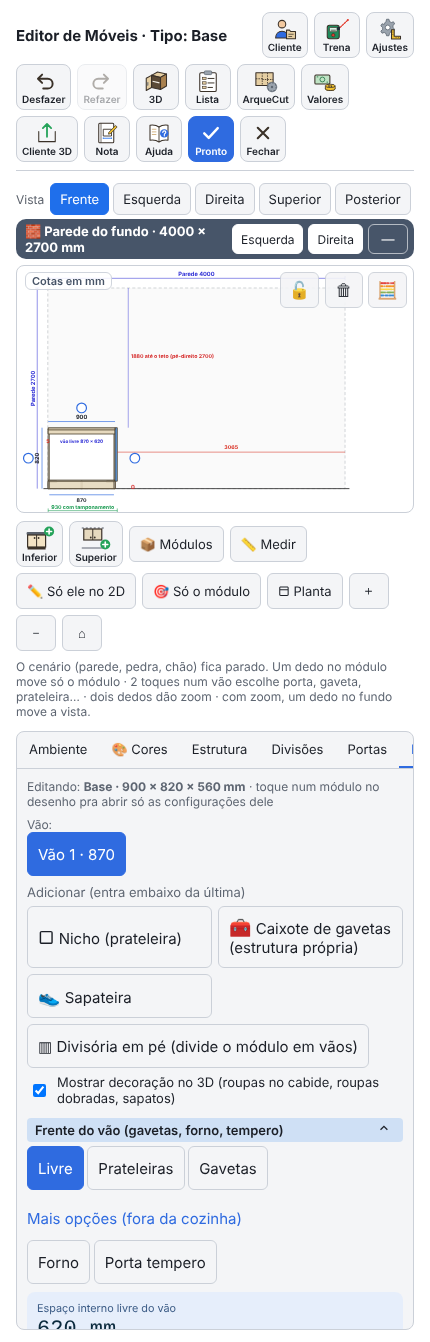 Editor de Móveis · Tipo: Base
Cliente
Trena
Ajustes
Desfazer
Refazer
3D
Lista
ArqueCut
Valores
Cliente 3D
Nota
Ajuda
Pronto
Fechar
Vista
Frente
Esquerda
Direita
Superior
Posterior
Parede do fundo · 4000 ×
2700 mm
Esquerda
Direita
—
Cotas em mm
Parede 4000
Parede 2700
1880 até o teto (pé-direito 2700)
900
vão livre 870 × 620
820
3065
0
870
930 com tamponamento
Inferior
Superior
Módulos
Medir
Só ele no 2D
Só o módulo
Planta
+
−
⌂
O cenário (parede, pedra, chão) fica parado. Um dedo no módulo
move só o módulo · 2 toques num vão escolhe porta, gaveta,
prateleira... · dois dedos dão zoom · com zoom, um dedo no fundo
move a vista.
Ambiente
Cores
Estrutura
Divisões
Portas
Editando: Base · 900 × 820 × 560 mm · toque num módulo no
desenho pra abrir só as configurações dele
Vão:
Vão 1 · 870
Adicionar (entra embaixo da última)
Nicho (prateleira)
Caixote de gavetas
(estrutura própria)
Sapateira
Divisória em pé (divide o módulo em vãos)
Mostrar decoração no 3D (roupas no cabide, roupas
dobradas, sapatos)
Frente do vão (gavetas, forno, tempero)
Livre
Prateleiras
Gavetas
Mais opções (fora da cozinha)
Forno
Porta tempero
Espaço interno livre do vão
620 mm